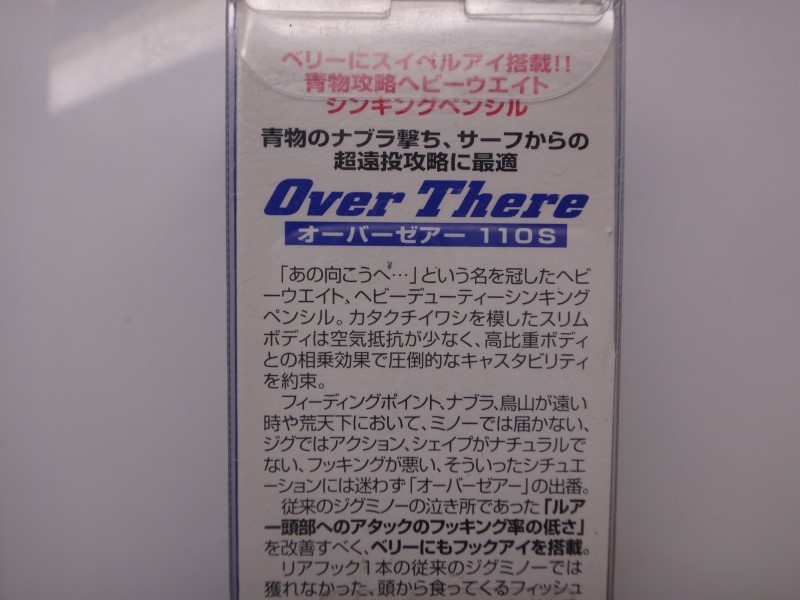 ベリーにスイベルアイ搭載!!
青物攻略ヘビーウエイト
シンキングペンシル
青物のナブラ撃ち、サーフからの
超遠投攻略に最適
Over There
オーバーゼアー 110S
「あの向こうへ…」という名を冠したヘビ
ーウエイト、ヘビーデューティーシンキング
ペンシル。カタクチイワシを模したスリム
ボディは空気抵抗が少なく、高比重ボディ
との相乗効果で圧倒的なキャスタビリティ
を約束。
フィーディングポイント、ナブラ、鳥山が遠い
時や荒天下において、ミノーでは届かない、
ジグではアクション、シェイプがナチュラルで
ない、フッキングが悪い、そういったシチュエ
ーションには迷わず「オーバーゼアー」の出番。
従来のジグミノーの泣き所であった「ルア
ー頭部へのアタックのフッキング率の低さ」
を改善すべく、ベリーにもフックアイを搭載。
リアフック1本の従来のジグミノーでは
獲れなかった、頭から食ってくるフィッシュ